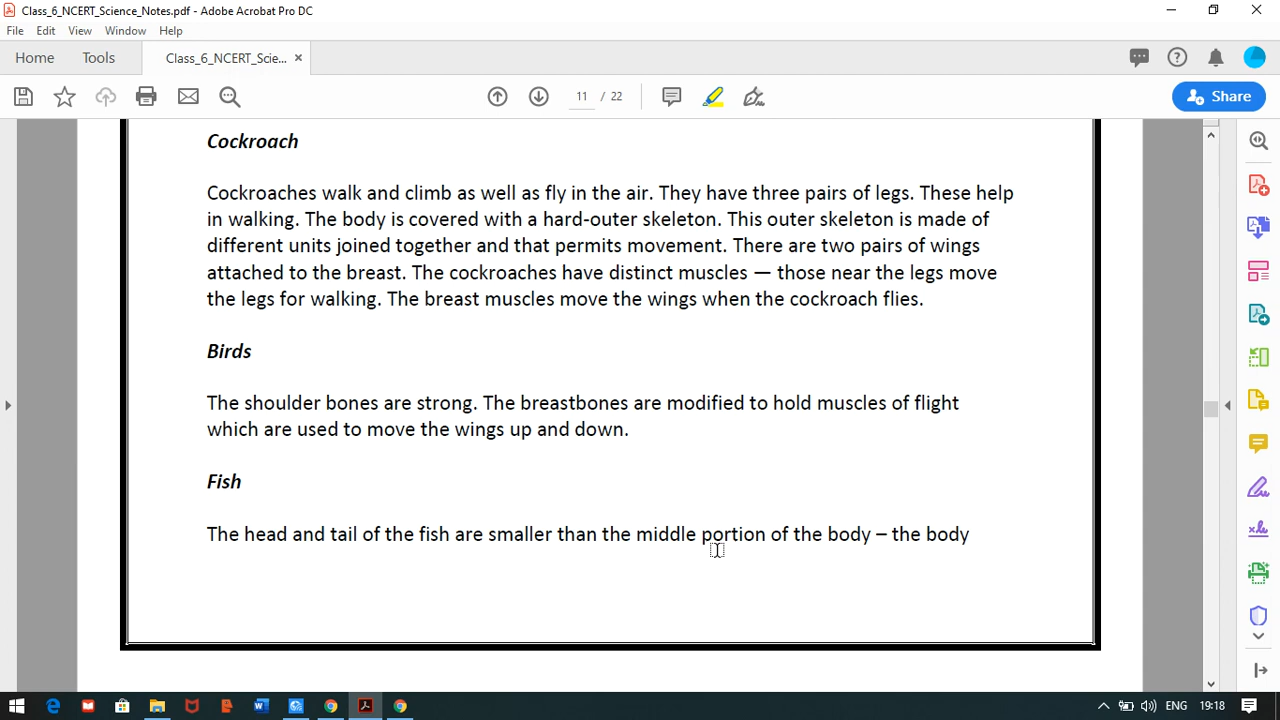 Class_6_NCERT_Science_Notes.pdf - Adobe Acrobat Pro DC
File Edit View Window Help
Home Tools Class_6_NCERT_Scie... ×
11 / 22
Share
Cockroach
Cockroaches walk and climb as well as fly in the air. They have three pairs of legs. These help
in walking. The body is covered with a hard-outer skeleton. This outer skeleton is made of
different units joined together and that permits movement. There are two pairs of wings
attached to the breast. The cockroaches have distinct muscles — those near the legs move
the legs for walking. The breast muscles move the wings when the cockroach flies.
Birds
The shoulder bones are strong. The breastbones are modified to hold muscles of flight
which are used to move the wings up and down.
Fish
The head and tail of the fish are smaller than the middle portion of the body – the body
ENG 19:18